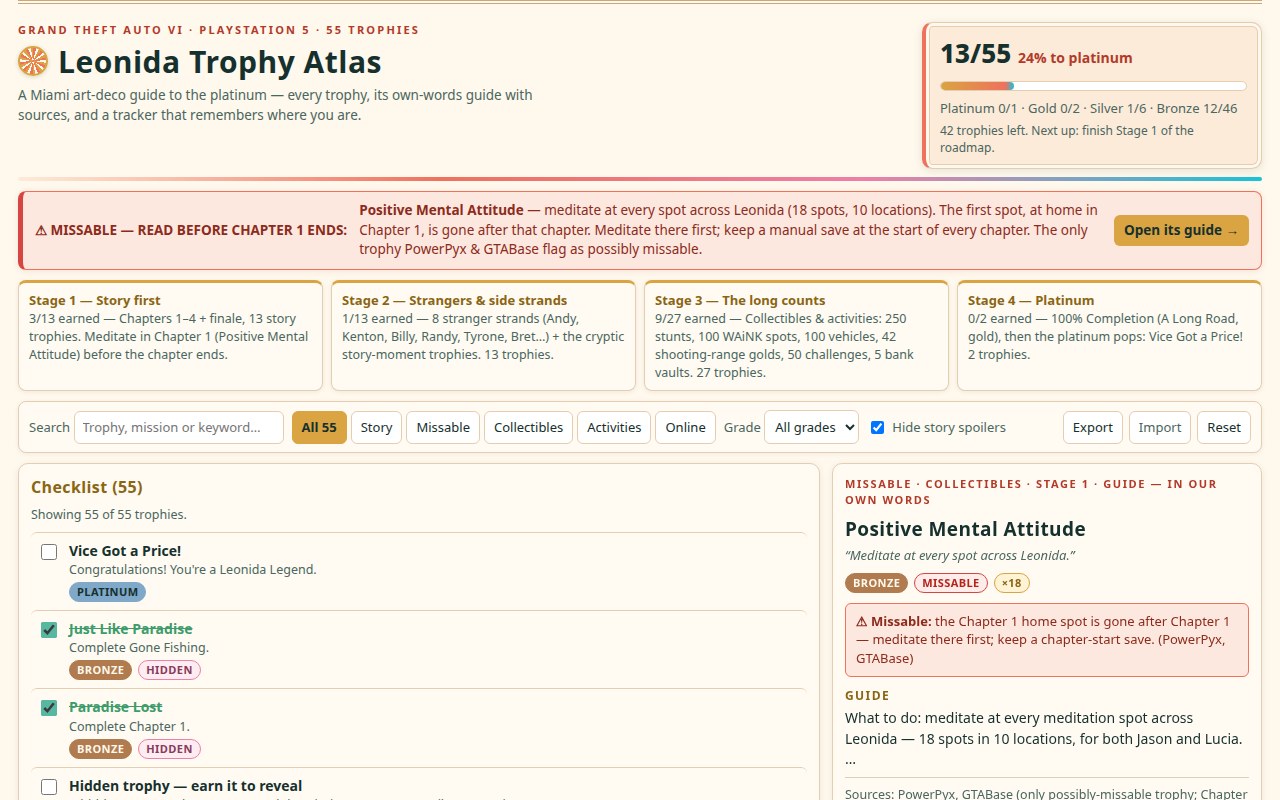 GRAND THEFT AUTO VI · PLAYSTATION 5 · 55 TROPHIES
Leonida Trophy Atlas
A Miami art-deco guide to the platinum — every trophy, its own-words guide with
sources, and a tracker that remembers where you are.
13/55 24% to platinum
Platinum 0/1 · Gold 0/2 · Silver 1/6 · Bronze 12/46
42 trophies left. Next up: finish Stage 1 of the
roadmap.
⚠ MISSABLE — READ BEFORE CHAPTER 1 ENDS:
Positive Mental Attitude — meditate at every spot across Leonida (18 spots, 10 locations). The first spot, at home in
Chapter 1, is gone after that chapter. Meditate there first; keep a manual save at the start of every chapter. The only
trophy PowerPyx & GTABase flag as possibly missable.
Open its guide →
Stage 1 — Story first
3/13 earned — Chapters 1–4 + finale, 13 story
trophies. Meditate in Chapter 1 (Positive Mental
Attitude) before the chapter ends.
Stage 2 — Strangers & side strands
1/13 earned — 8 stranger strands (Andy,
Kenton, Billy, Randy, Tyrone, Bret...) + the cryptic
story-moment trophies. 13 trophies.
Stage 3 — The long counts
9/27 earned — Collectibles & activities: 250
stunts, 100 WAiNK spots, 100 vehicles, 42
shooting-range golds, 50 challenges, 5 bank
vaults. 27 trophies.
Stage 4 — Platinum
0/2 earned — 100% Completion (A Long Road,
gold), then the platinum pops: Vice Got a Price!
2 trophies.
Search Trophy, mission or keyword... All 55 Story Missable Collectibles Activities Online Grade All grades Hide story spoilers Export Import Reset
Checklist (55)
Showing 55 of 55 trophies.
Vice Got a Price!
Congratulations! You're a Leonida Legend.
PLATINUM
Just Like Paradise
Complete Gone Fishing.
BRONZE HIDDEN
Paradise Lost
Complete Chapter 1.
BRONZE HIDDEN
Hidden trophy — earn it to reveal
MISSABLE · COLLECTIBLES · STAGE 1 · GUIDE — IN OUR
OWN WORDS
Positive Mental Attitude
“Meditate at every spot across Leonida.”
BRONZE MISSABLE ×18
⚠ Missable: the Chapter 1 home spot is gone after Chapter 1
— meditate there first; keep a chapter-start save. (PowerPyx,
GTABase)
GUIDE
What to do: meditate at every meditation spot across
Leonida — 18 spots in 10 locations, for both Jason and Lucia.
...
Sources: PowerPyx, GTABase (only possibly-missable trophy; Chapter